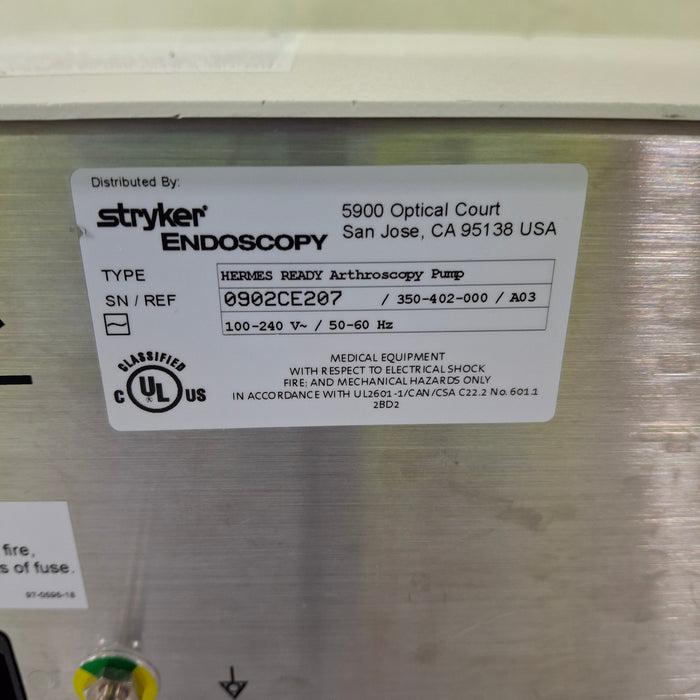 Distributed By:
stryker
ENDOSCOPY
5900 Optical Court
San Jose, CA 95138 USA
TYPE
HERMES READY Arthroscopy Pump
SN / REF
0902CE207 / 350-402-000 / A03
100-240 V~ / 50-60 Hz
CLASSIFIED
C UL US
MEDICAL EQUIPMENT
WITH RESPECT TO ELECTRICAL SHOCK
FIRE; AND MECHANICAL HAZARDS ONLY
IN ACCORDANCE WITH UL2601-1/CAN/CSA C22.2 No. 601.1
2BD2
fire,
s of fuse.